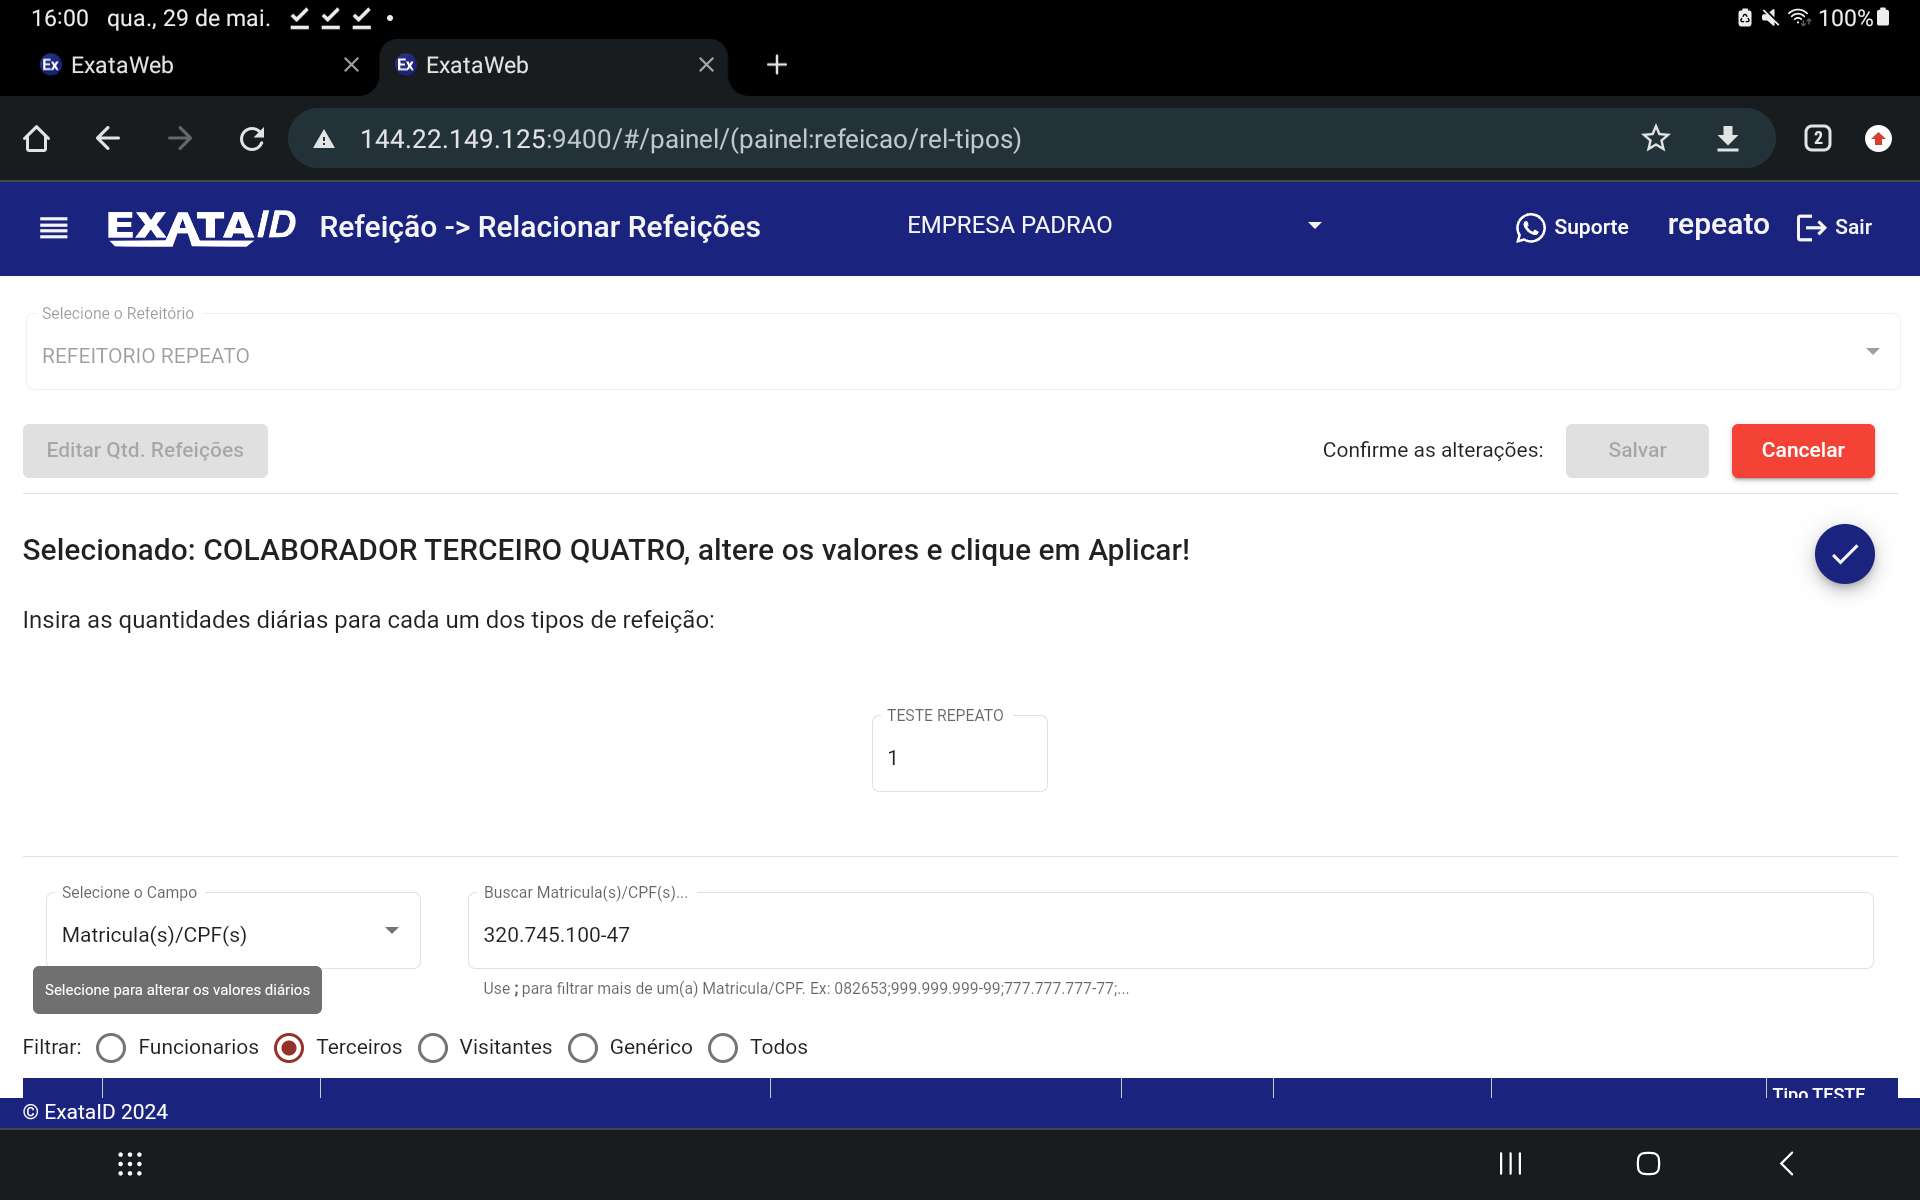 16:00 qua., 29 de mai. 100%
Ex ExataWeb Ex ExataWeb
144.22.149.125:9400/#/painel/(painel:refeicao/rel-tipos) 2
EXATAID Refeição -> Relacionar Refeições EMPRESA PADRAO Suporte repeato Sair
Selecione o Refeitório
REFEITORIO REPEATO
Editar Qtd. Refeições Confirme as alterações: Salvar Cancelar
Selecionado: COLABORADOR TERCEIRO QUATRO, altere os valores e clique em Aplicar!
Insira as quantidades diárias para cada um dos tipos de refeição:
TESTE REPEATO
1
Selecione o Campo Buscar Matricula(s)/CPF(s)...
Matricula(s)/CPF(s) 320.745.100-47
Selecione para alterar os valores diários Use ; para filtrar mais de um(a) Matricula/CPF. Ex: 082653;999.999.999-99;777.777.777-77;...
Filtrar: Funcionarios Terceiros Visitantes Genérico Todos
Tipo TESTE
© ExataID 2024